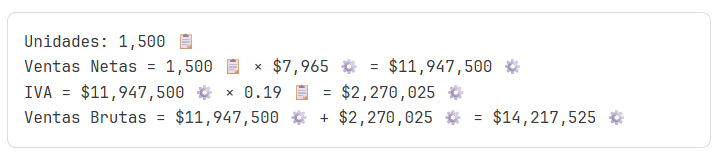 Unidades: 1,500 📋
Ventas Netas = 1,500 📋 × $7,965 ⚙️ = $11,947,500 ⚙️
IVA = $11,947,500 ⚙️ × 0.19 📋 = $2,270,025 ⚙️
Ventas Brutas = $11,947,500 ⚙️ + $2,270,025 ⚙️ = $14,217,525 ⚙️